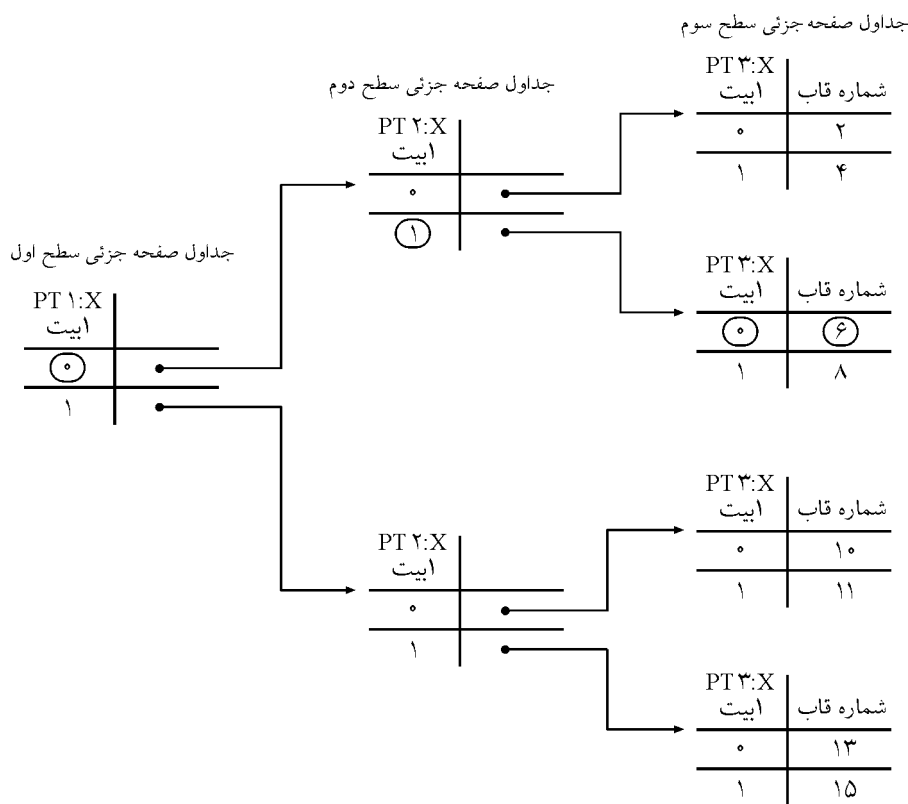 جداول صفحه جزئی سطح سوم
PT ۳:X
۱بیت شماره قاب
۰ ۲
۱ ۴
PT ۳:X
۱بیت شماره قاب
۰ ۶
۱ ۸
PT ۳:X
۱بیت شماره قاب
۰ ۱۰
۱ ۱۱
PT ۳:X
۱بیت شماره قاب
۰ ۱۳
۱ ۱۵
جداول صفحه جزئی سطح دوم
PT ۲:X
۱بیت
۰
۱
PT ۲:X
۱بیت
۰
۱
جداول صفحه جزئی سطح اول
PT ۱:X
۱بیت
۰
۱